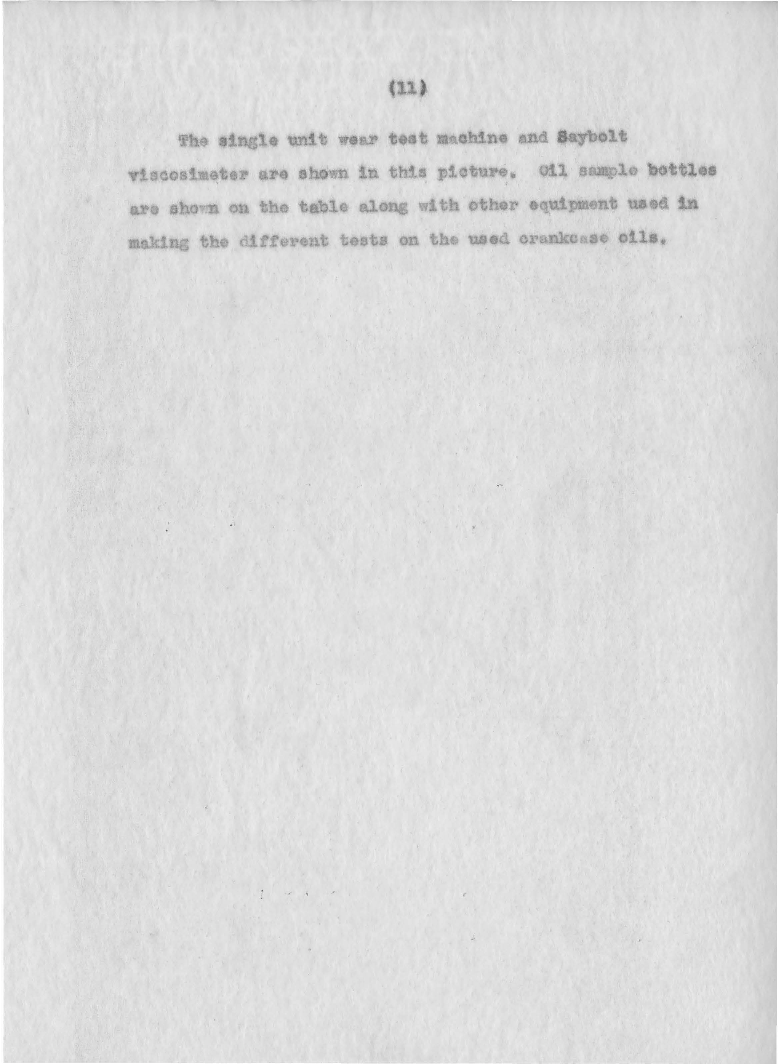 (11)
The single unit wear test machine and Saybolt
viscosimeter are shown in this picture. Oil sample bottles
are shown on the table along with other equipment used in
making the different tests on the used crankcase oils.